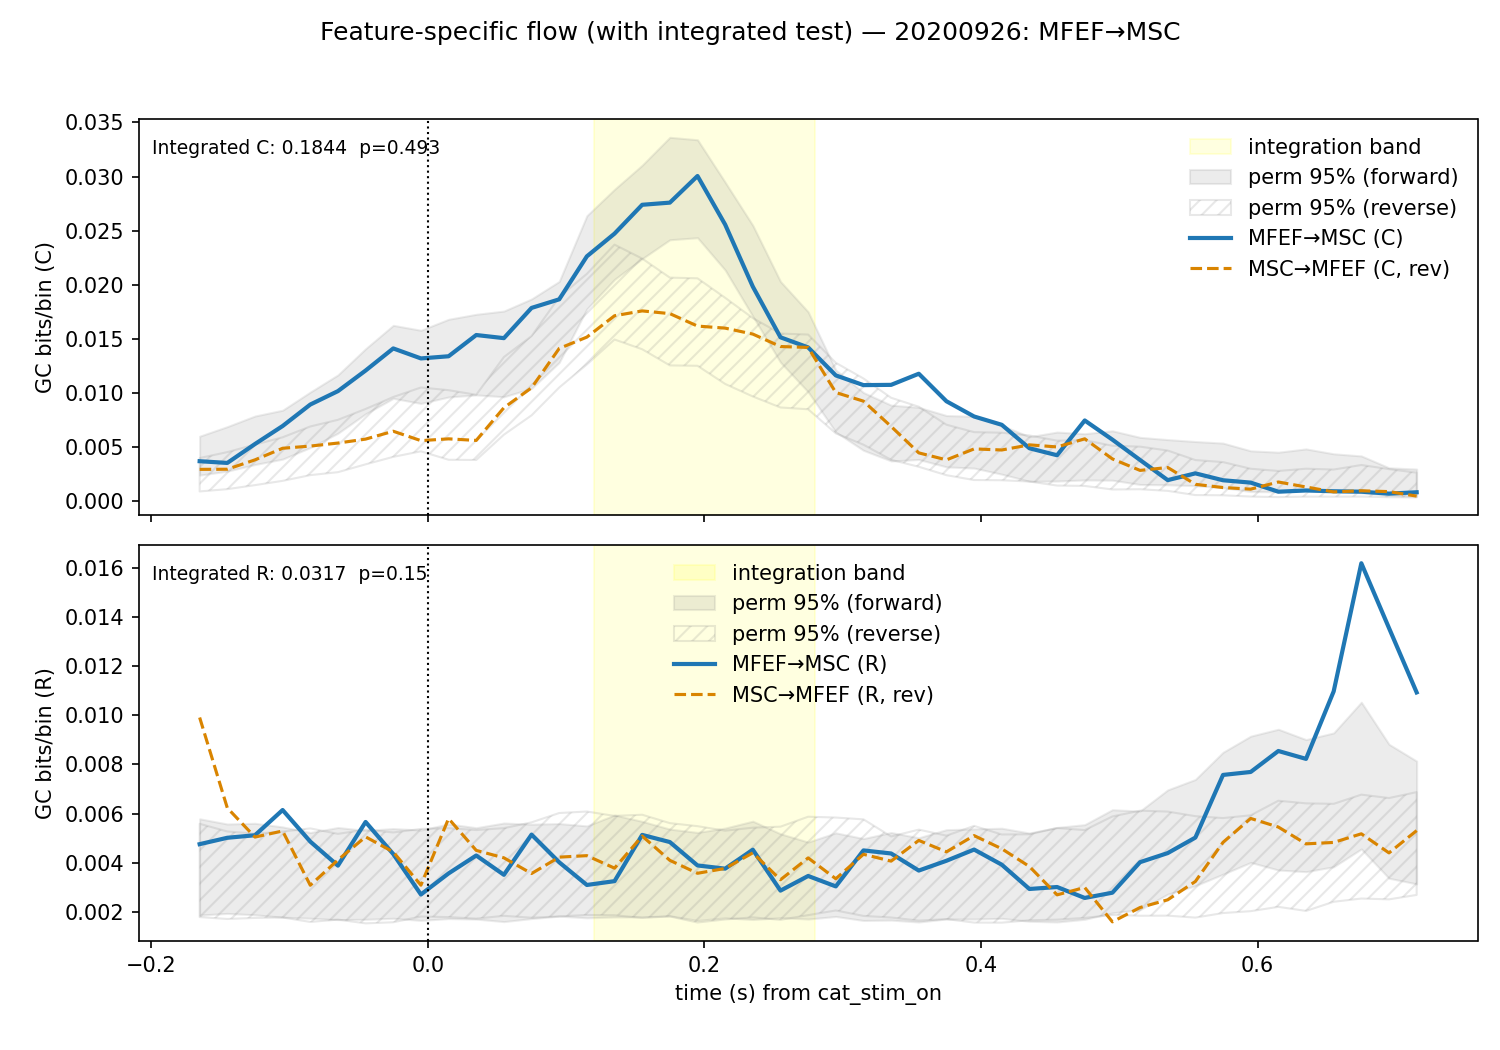 Feature-specific flow (with integrated test) — 20200926: MFEF→MSC
Integrated C: 0.1844  p=0.493
integration band
perm 95% (forward)
perm 95% (reverse)
MFEF→MSC (C)
MSC→MFEF (C, rev)
GC bits/bin (C)
0.035
0.030
0.025
0.020
0.015
0.010
0.005
0.000
Integrated R: 0.0317  p=0.15
integration band
perm 95% (forward)
perm 95% (reverse)
MFEF→MSC (R)
MSC→MFEF (R, rev)
GC bits/bin (R)
0.016
0.014
0.012
0.010
0.008
0.006
0.004
0.002
−0.2
0.0
0.2
0.4
0.6
time (s) from cat_stim_on